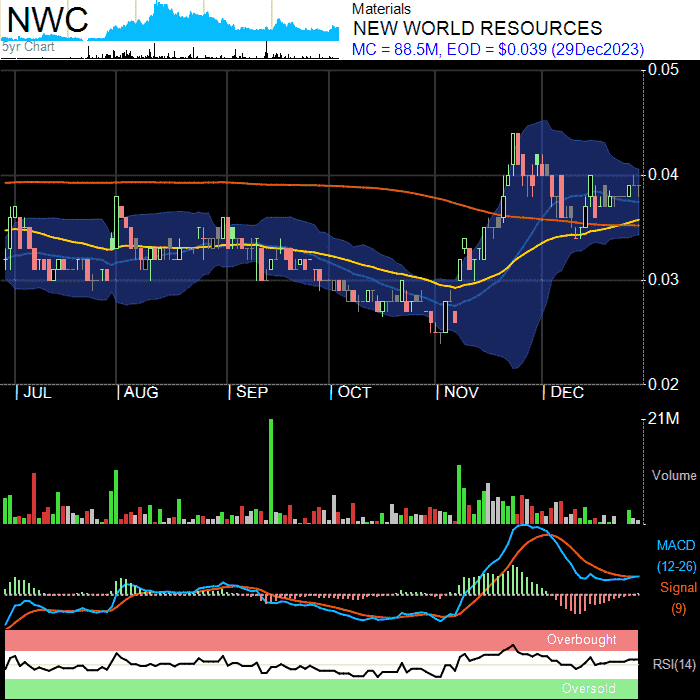 NWC
5yr Chart
Materials
NEW WORLD RESOURCES
MC = 88.5M, EOD = $0.039 (29Dec2023)
0.05
0.04
0.03
0.02
JUL AUG SEP OCT NOV DEC
21M
Volume
MACD
(12-26)
Signal
(9)
Overbought
RSI(14)
Oversold